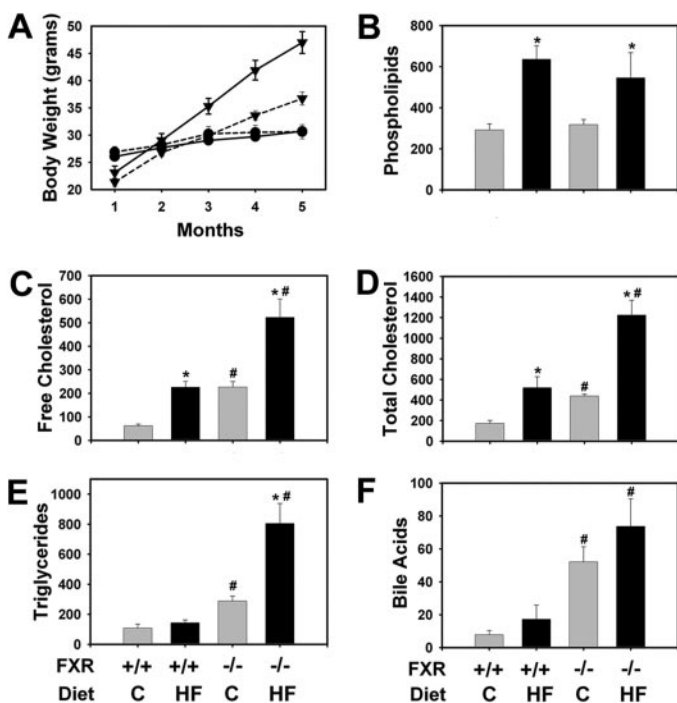 A
Body Weight (grams)
50
45
40
35
30
25
20
1 2 3 4 5
Months
B
Phospholipids
800
600
400
200
0
* *
C
Free Cholesterol
700
600
500
400
300
200
100
0
* # *#
D
Total Cholesterol
1600
1400
1200
1000
800
600
400
200
0
* # *#
E
Triglycerides
1000
800
600
400
200
0
# *#
FXR +/+ +/+ -/- -/-
Diet C HF C HF
F
Bile Acids
100
80
60
40
20
0
# #
FXR +/+ +/+ -/- -/-
Diet C HF C HF